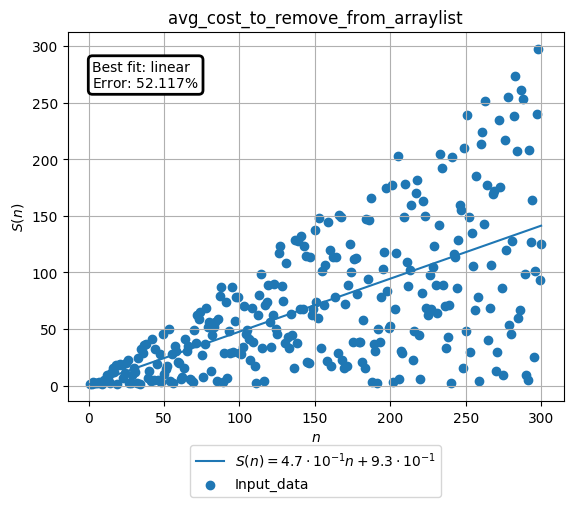 avg_cost_to_remove_from_arraylist
300
250
200
150
100
50
0
Best fit: linear
Error: 52.117%
S(n)
0 50 100 150 200 250 300
n
S(n) = 4.7 · 10⁻¹n + 9.3 · 10⁻¹
Input_data